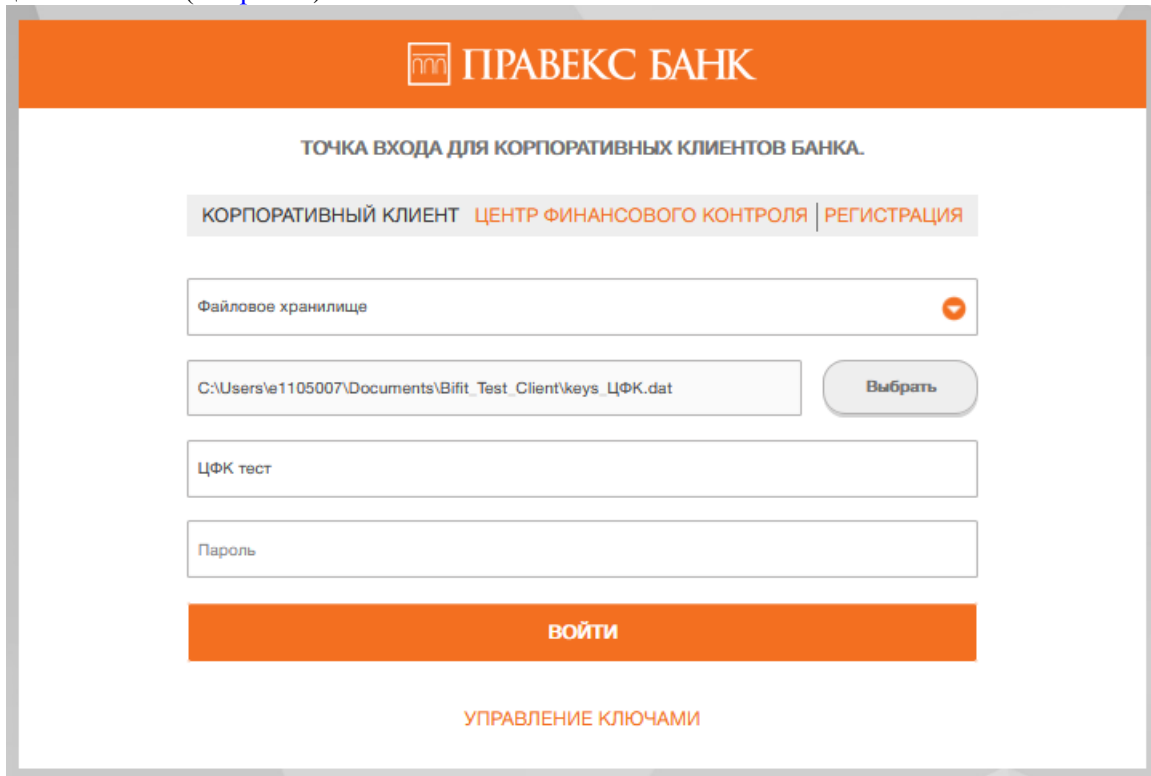 ПРАВЕКС БАНК
ТОЧКА ВХОДА ДЛЯ КОРПОРАТИВНЫХ КЛИЕНТОВ БАНКА.
КОРПОРАТИВНЫЙ КЛИЕНТ ЦЕНТР ФИНАНСОВОГО КОНТРОЛЯ | РЕГИСТРАЦИЯ
Файловое хранилище
C:\Users\e1105007\Documents\Bifit_Test_Client\keys_ЦФК.dat Выбрать
ЦФК тест
Пароль
ВОЙТИ
УПРАВЛЕНИЕ КЛЮЧАМИ